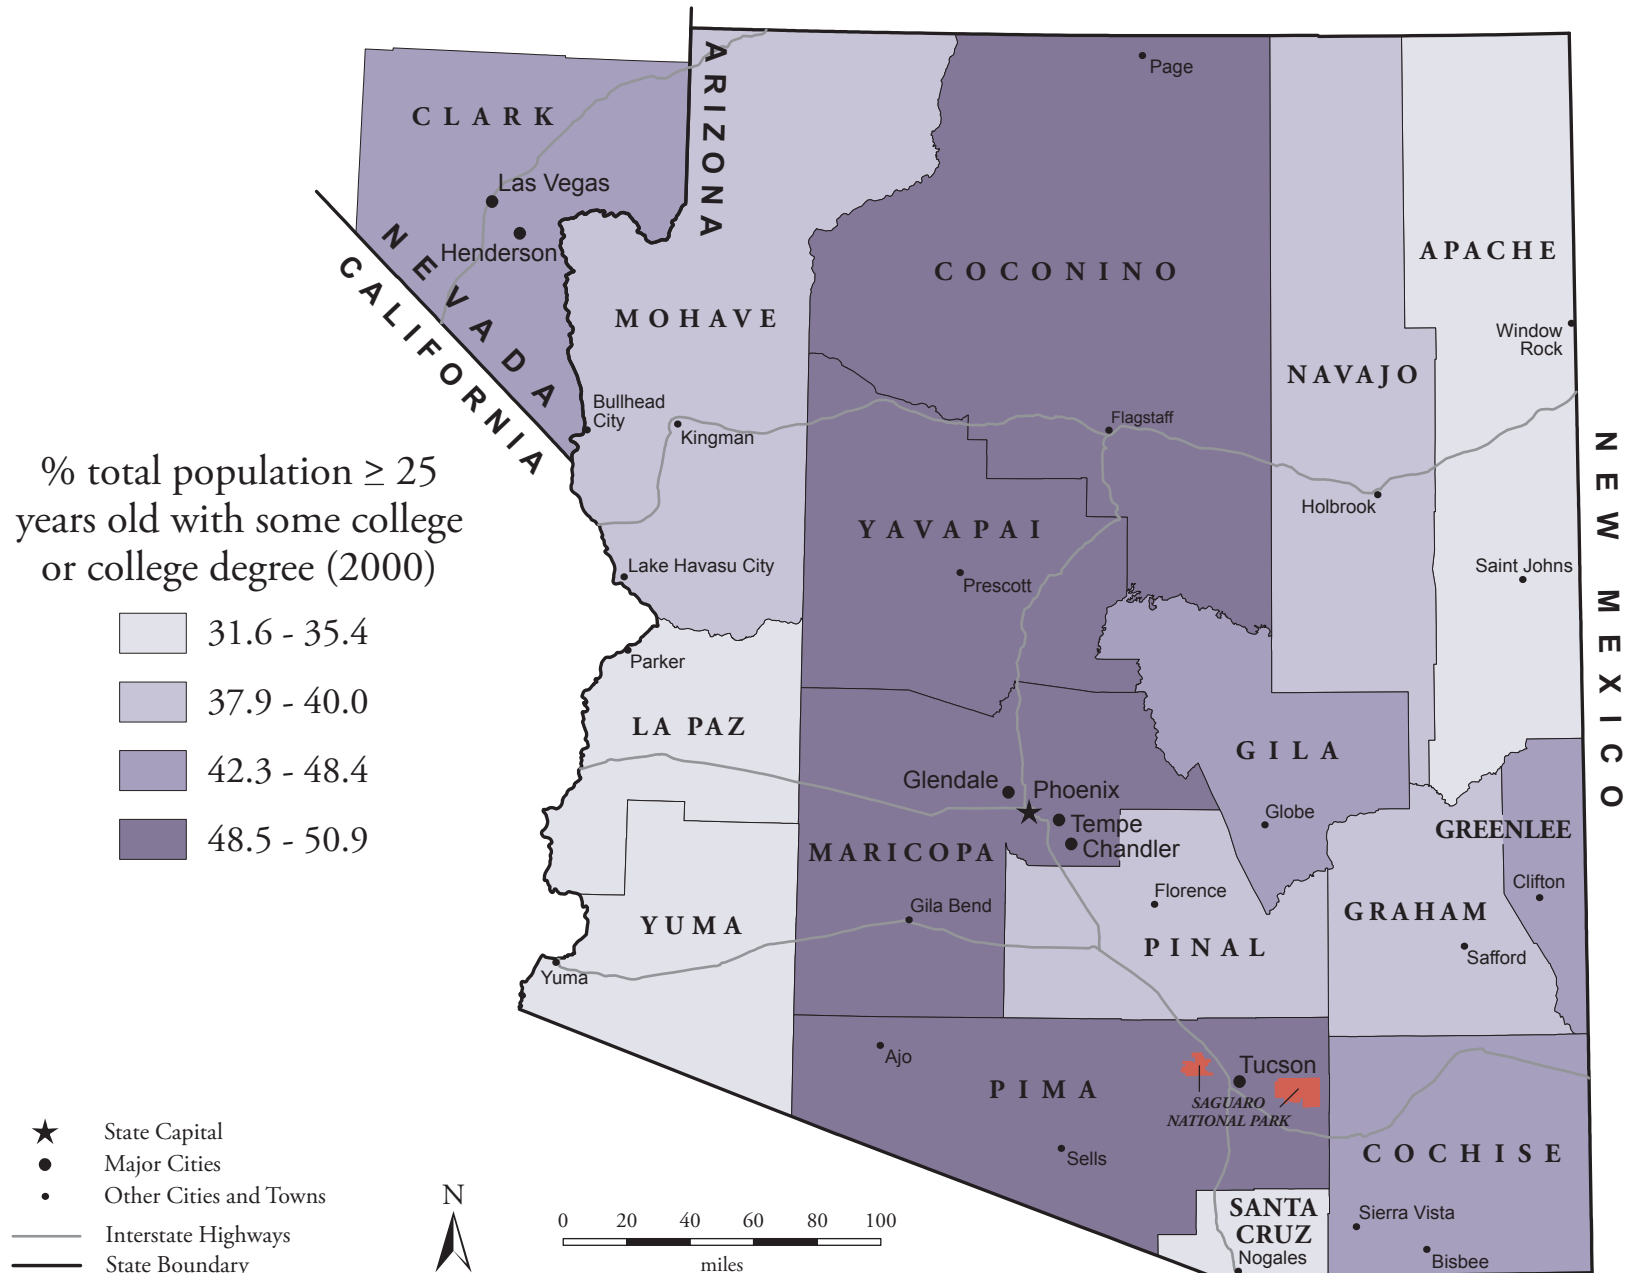 ARIZONA
Page
CLARK
Las Vegas
Henderson
NEVADA
CALIFORNIA
APACHE
COCONINO
MOHAVE
Window
Rock
NAVAJO
Bullhead
City
Kingman
Flagstaff
NEW MEXICO
% total population ≥ 25
years old with some college
or college degree (2000)
31.6 - 35.4
37.9 - 40.0
42.3 - 48.4
48.5 - 50.9
Holbrook
YAVAPAI
Lake Havasu City
Prescott
Saint Johns
Parker
LA PAZ
GILA
Glendale
Phoenix
Tempe
Chandler
Globe
GREENLEE
MARICOPA
Clifton
Florence
Gila Bend
GRAHAM
YUMA
PINAL
Safford
Yuma
Ajo
PIMA
Tucson
SAGUARO
NATIONAL PARK
Sells
COCHISE
SANTA
CRUZ
Nogales
Sierra Vista
Bisbee
State Capital
Major Cities
Other Cities and Towns
Interstate Highways
State Boundary
N
0 20 40 60 80 100
miles